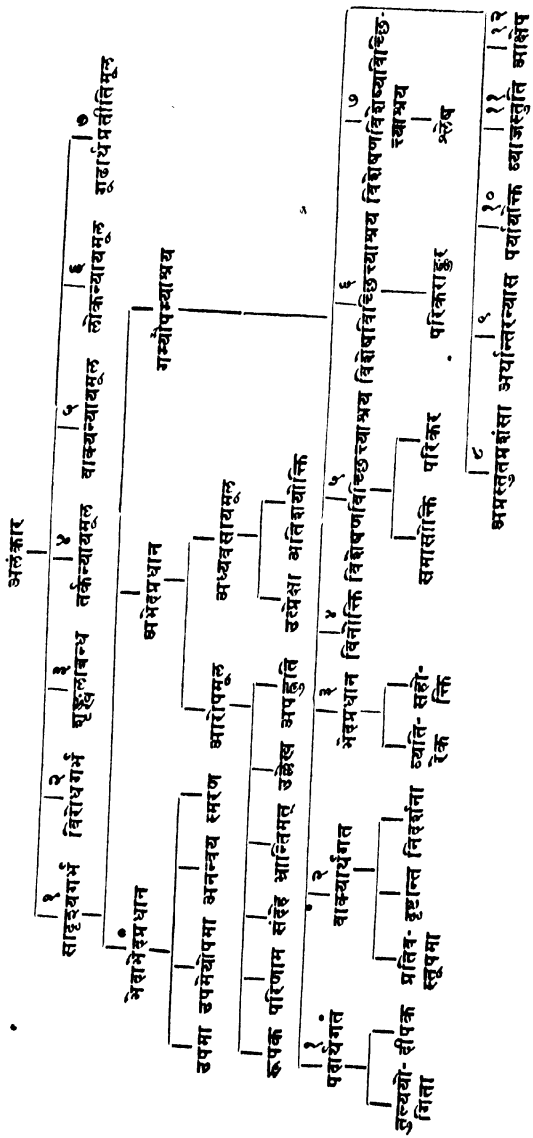 अलंकार
१ २ ३ ४ ५ ६ ७
सादृश्यगर्भ विरोधगर्भ शृङ्खलाबन्ध तर्कन्यायमूल वाक्यन्यायमूल लोकन्यायमूल गूढार्थप्रतीतिमूल
भेदाभेदप्रधान अभेदप्रधान गम्यौपम्याश्रय
उपमा उपमेयोपमा अनन्वय स्मरण आरोपमूल अध्यवसायमूल
रूपक परिणाम संदेह भ्रान्तिमत् उल्लेख अपह्नुति उत्प्रेक्षा अतिशयोक्ति
१ २ ३ ४ ५ ६ ७
पदार्थगत वाक्यार्थगत भेदप्रधान विनोक्ति विशेषणविच्छित्त्याश्रय विशेषविच्छित्त्याश्रय विशेषणविशेष्यविच्छि-
त्त्याश्रय
तुल्ययो- दीपक प्रतिव- दृष्टान्त निदर्शना व्यति- सहो- समासोक्ति परिकर परिकराङ्कुर श्लेष
गिता स्तूपमा रेक क्ति
८ ९ १० ११ १२
अप्रस्तुतप्रशंसा अर्थान्तरन्यास पर्यायोक्ति व्याजस्तुति आक्षेप